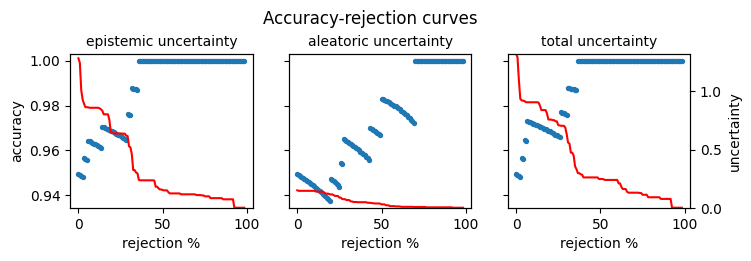 Accuracy-rejection curves
epistemic uncertainty
aleatoric uncertainty
total uncertainty
accuracy
1.00
0.98
0.96
0.94
0
50
100
rejection %
0
50
100
rejection %
0
50
100
rejection %
1.0
0.5
0.0
uncertainty